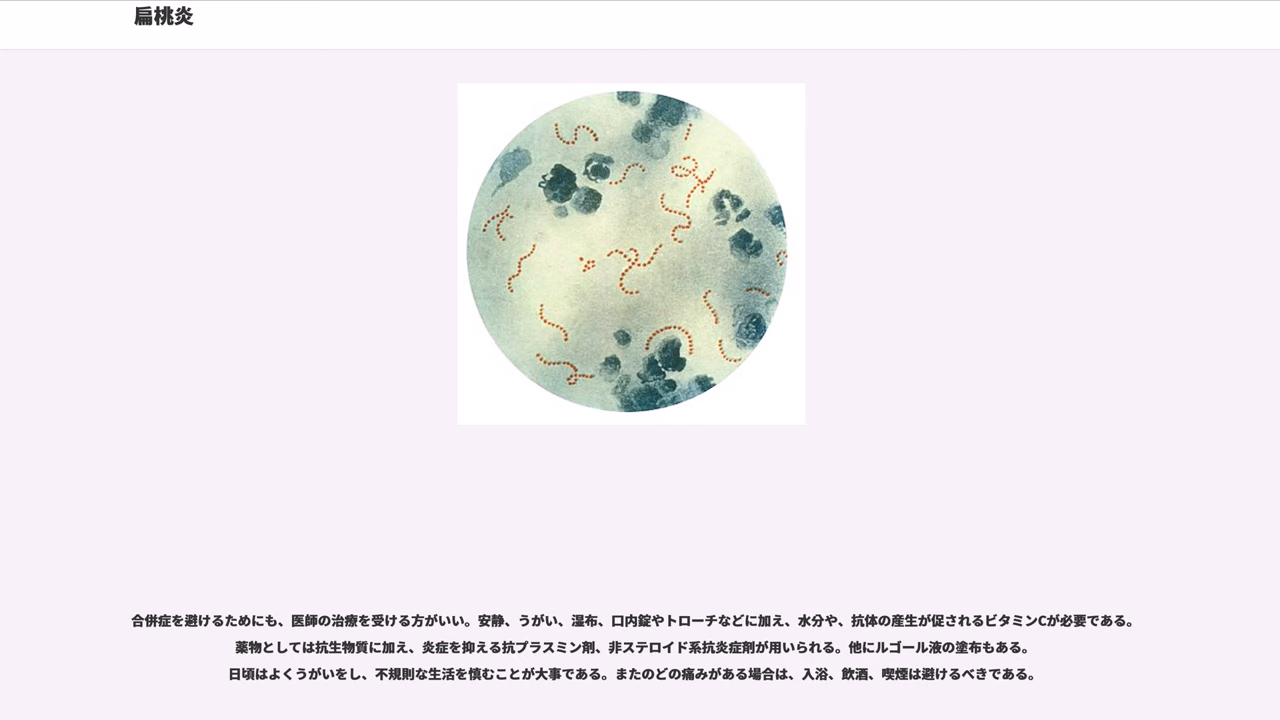 扁桃炎
合併症を避けるためにも、医師の治療を受ける方がいい。安静、うがい、湿布、口内錠やトローチなどに加え、水分や、抗体の産生が促されるビタミンCが必要である。
薬物としては抗生物質に加え、炎症を抑える抗プラスミン剤、非ステロイド系抗炎症剤が用いられる。他にルゴール液の塗布もある。
日頃はよくうがいをし、不規則な生活を慎むことが大事である。またのどの痛みがある場合は、入浴、飲酒、喫煙は避けるべきである。